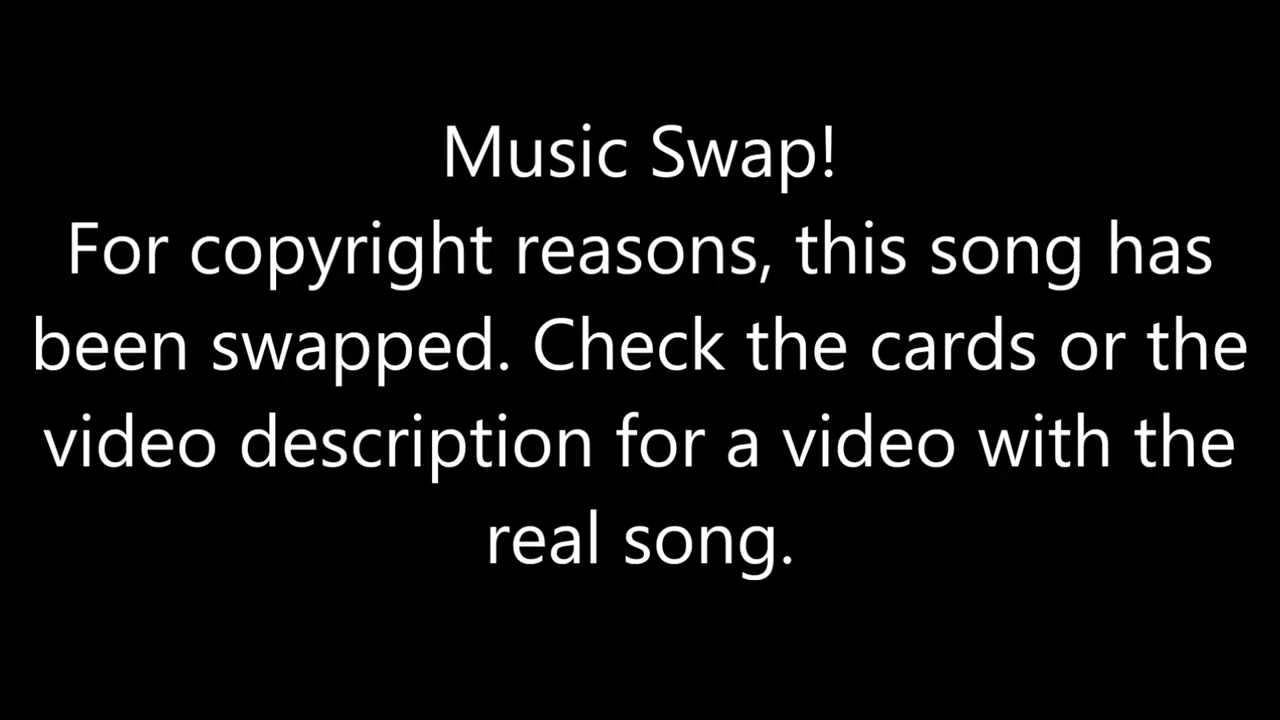 Music Swap!
For copyright reasons, this song has
been swapped. Check the cards or the
video description for a video with the
real song.